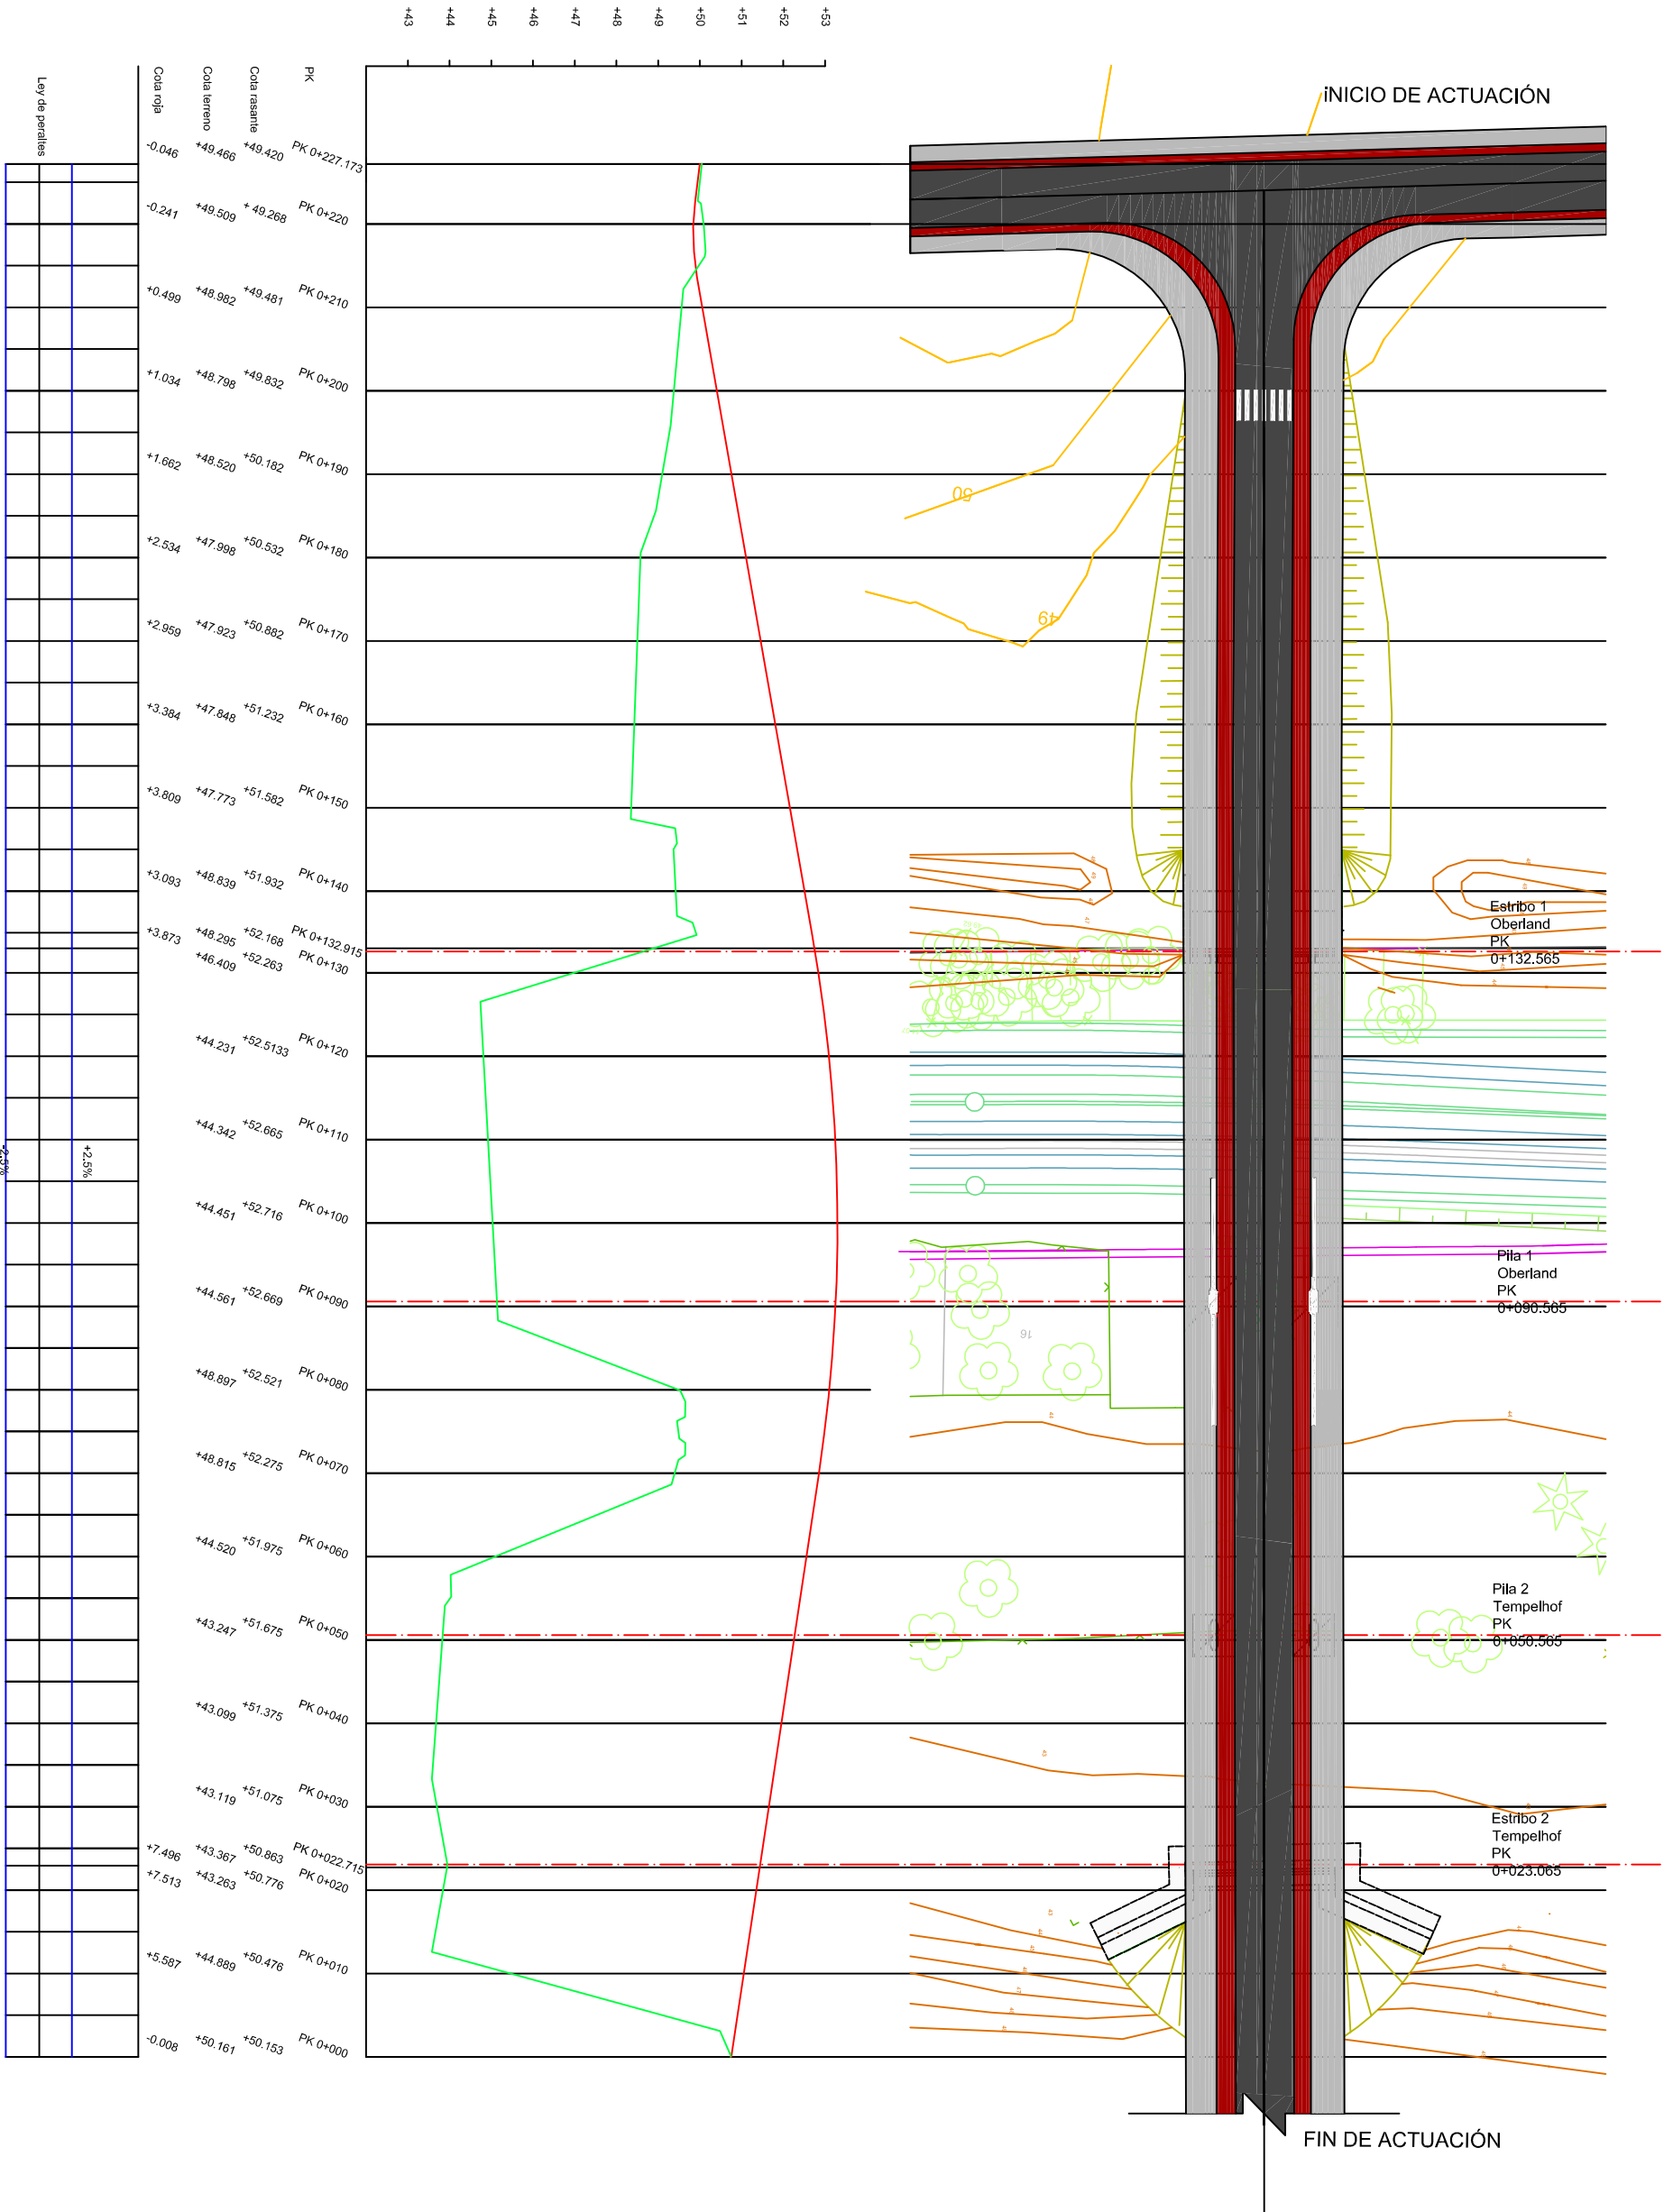 iNICIO DE ACTUACIÓN
+43
+44
+45
+46
+47
+48
+49
+50
+51
+52
+53
Ley de peraltes
Cota roja
Cota terreno
Cota rasante
PK
-0.046 +49.466 +49.420 PK 0+227.173
-0.241 +49.509 + 49.268 PK 0+220
+0.499 +48.982 +49.481 PK 0+210
+1.034 +48.798 +49.832 PK 0+200
+1.662 +48.520 +50.182 PK 0+190
+2.534 +47.998 +50.532 PK 0+180
+2.959 +47.923 +50.882 PK 0+170
+3.384 +47.848 +51.232 PK 0+160
+3.809 +47.773 +51.582 PK 0+150
+3.093 +48.839 +51.932 PK 0+140
+3.873 +48.295 +52.168 PK 0+132.915
+46.409 +52.263 PK 0+130
+44.231 +52.5133 PK 0+120
+44.342 +52.665 PK 0+110
-2.5%
+2.5%
+44.451 +52.716 PK 0+100
+44.561 +52.669 PK 0+090
+48.897 +52.521 PK 0+080
+48.815 +52.275 PK 0+070
+44.520 +51.975 PK 0+060
+43.247 +51.675 PK 0+050
+43.099 +51.375 PK 0+040
+43.119 +51.075 PK 0+030
+7.496 +43.367 +50.863 PK 0+022.715
+7.513 +43.263 +50.776 PK 0+020
+5.587 +44.889 +50.476 PK 0+010
-0.008 +50.161 +50.153 PK 0+000
50
49
16
Estribo 1
Oberland
PK
0+132.565
Pila 1
Oberland
PK
0+090.565
Pila 2
Tempelhof
PK
0+050.565
Estribo 2
Tempelhof
PK
0+023.065
FIN DE ACTUACIÓN